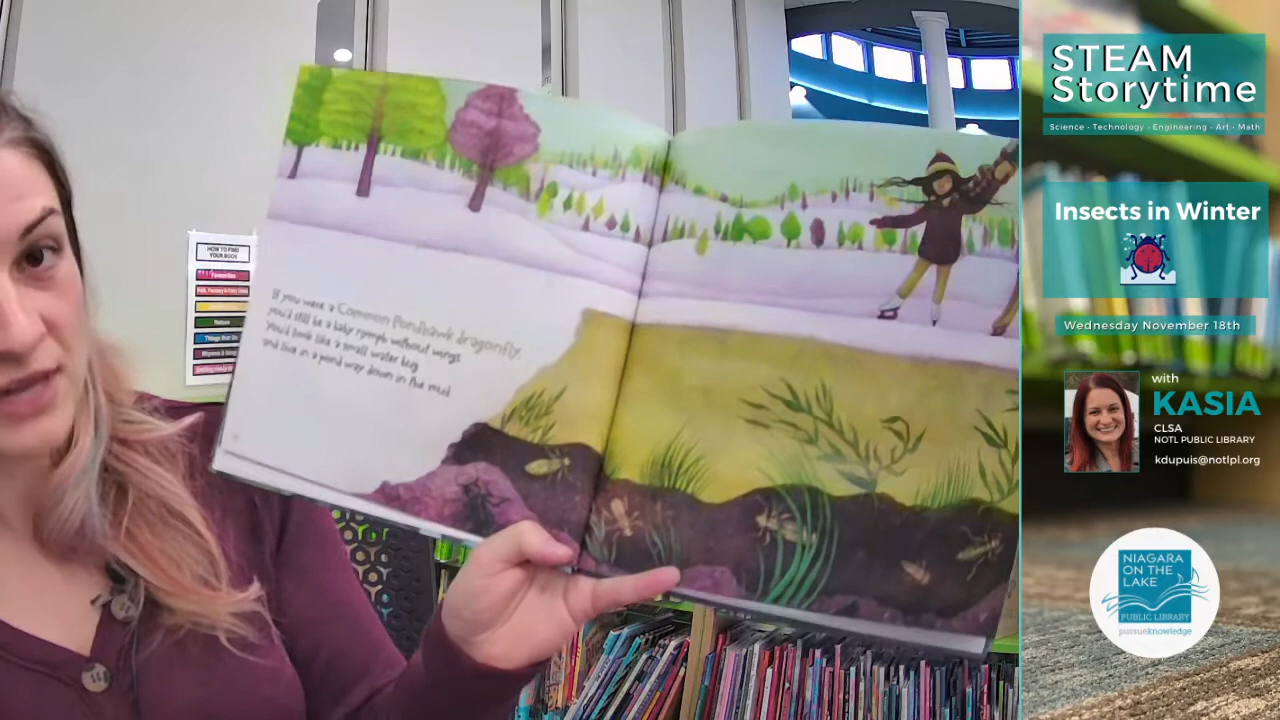 HOW TO FIND
YOUR BOOK
If you were a Common Pondhawk dragonfly,
you'd still be a baby nymph without wings.
You'd look like a small water bug
and live in a pond way down in the mud.
STEAM
Storytime
Science - Technology - Engineering - Art - Math
Insects in Winter
Wednesday November 18th
with
KASIA
CLSA
NOTL PUBLIC LIBRARY
kdupuis@notlpl.org
NIAGARA
ON THE
LAKE
PUBLIC LIBRARY
pursueknowledge